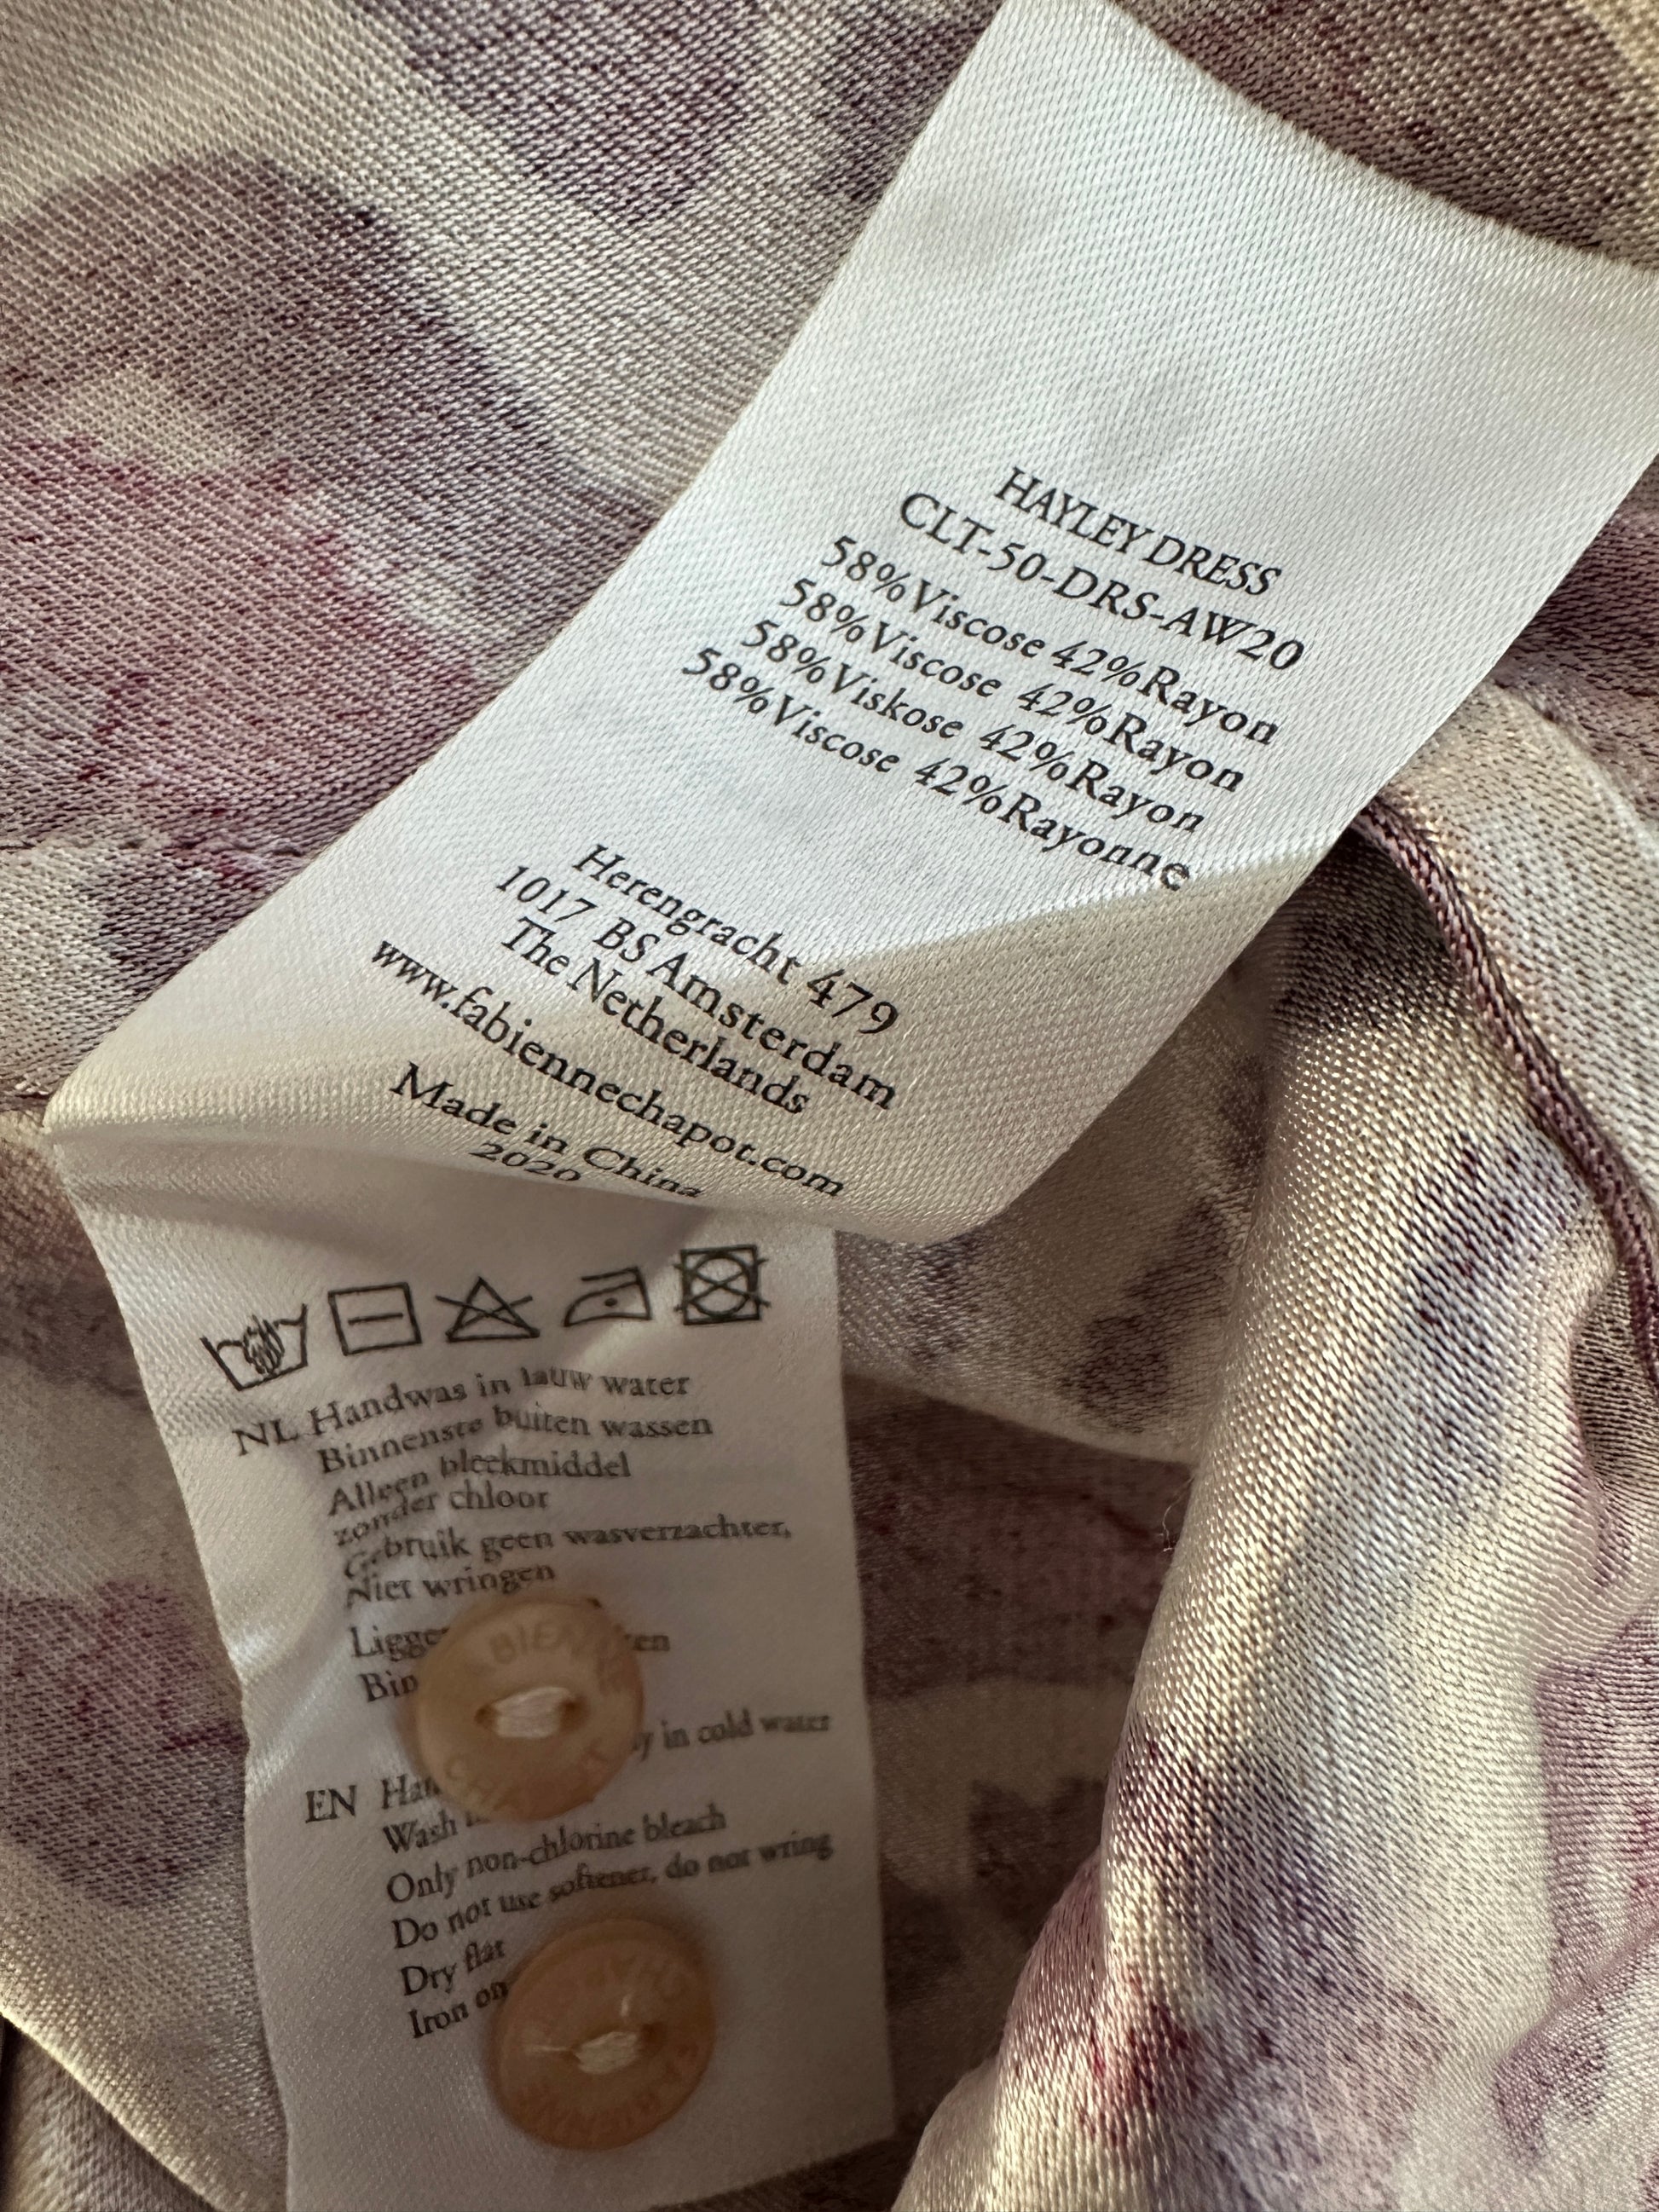 HAYLEY DRESS
CLT-50-DRS-AW20
58%Viscose 42%Rayon
58%Viscose 42%Rayon
58%Viskose 42%Rayon
58%Viscose 42%Rayonne
Herengracht 479
1017 BS Amsterdam
The Netherlands
www.fabiennechapot.com
Made in China
2020
NL Handwas in lauw water
Binnenste buiten wassen
Alleen bleekmiddel
zonder chloor
Gebruik geen wasverzachter,
Niet wringen
EN in cold water
Wash
Only non-chlorine bleach
Do not use softener, do not wring
Dry flat
Iron on